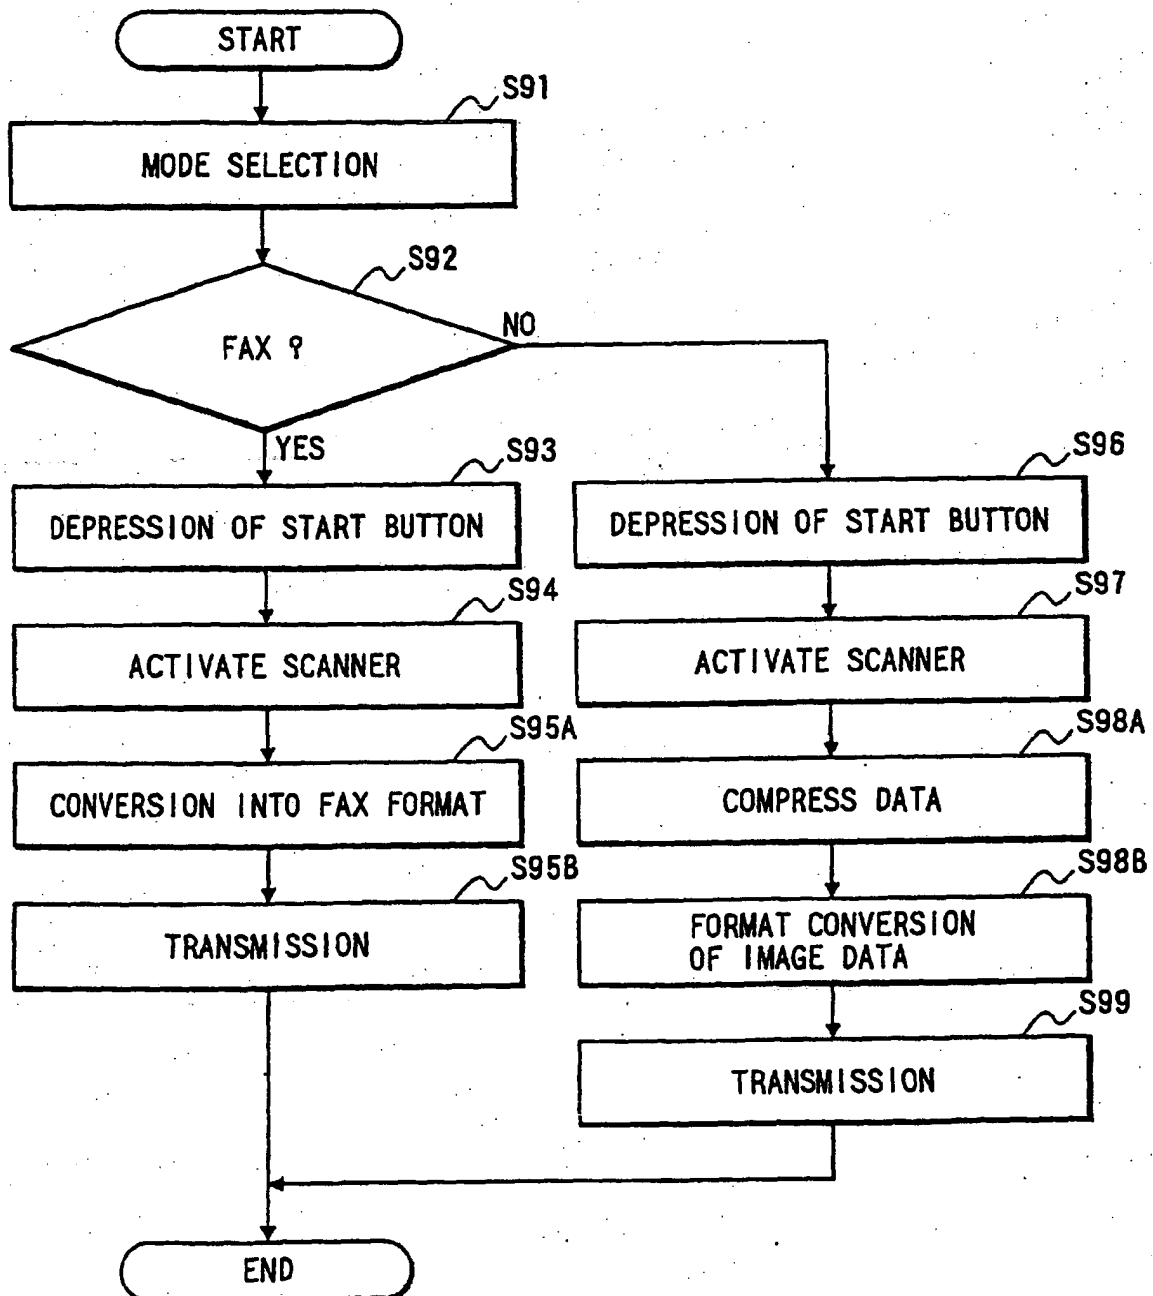 START
S91
MODE SELECTION
S92
FAX ?
NO
YES
S93
DEPRESSION OF START BUTTON
S94
ACTIVATE SCANNER
S95A
CONVERSION INTO FAX FORMAT
S95B
TRANSMISSION
S96
DEPRESSION OF START BUTTON
S97
ACTIVATE SCANNER
S98A
COMPRESS DATA
S98B
FORMAT CONVERSION
OF IMAGE DATA
S99
TRANSMISSION
END